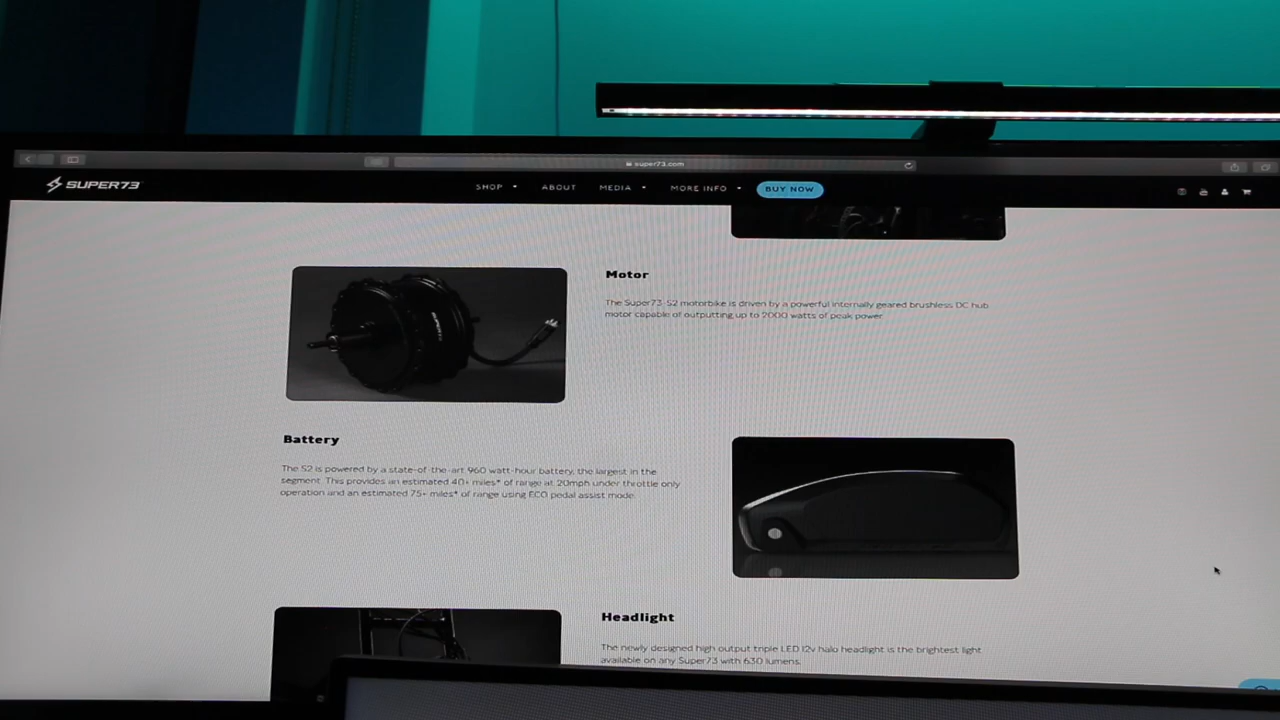 super73.com
SUPER73
SHOP ABOUT MEDIA MORE INFO BUY NOW
Motor
The Super73-S2 motorbike is driven by a powerful internally geared brushless DC hub
motor capable of outputting up to 2000 watts of peak power
Battery
The S2 is powered by a state-of-the-art 960 watt-hour battery, the largest in the
segment. This provides an estimated 40+ miles* of range at 20mph under throttle only
operation and an estimated 75+ miles* of range using ECO pedal assist mode.
Headlight
The newly designed high output triple LED 12v halo headlight is the brightest light
available on any Super73 with 630 lumens.